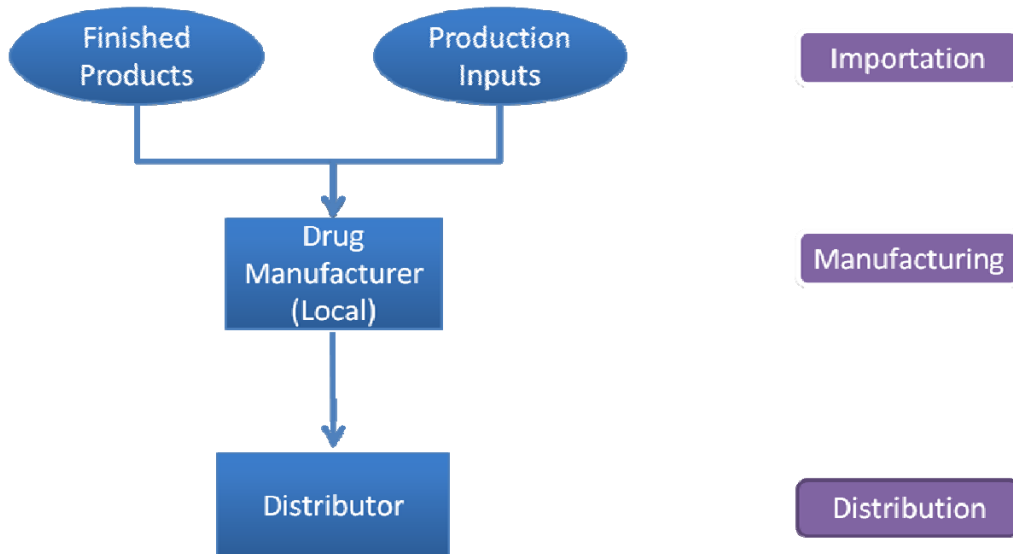 Finished
Products
Production
Inputs
Importation
Drug
Manufacturer
(Local)
Manufacturing
Distributor
Distribution